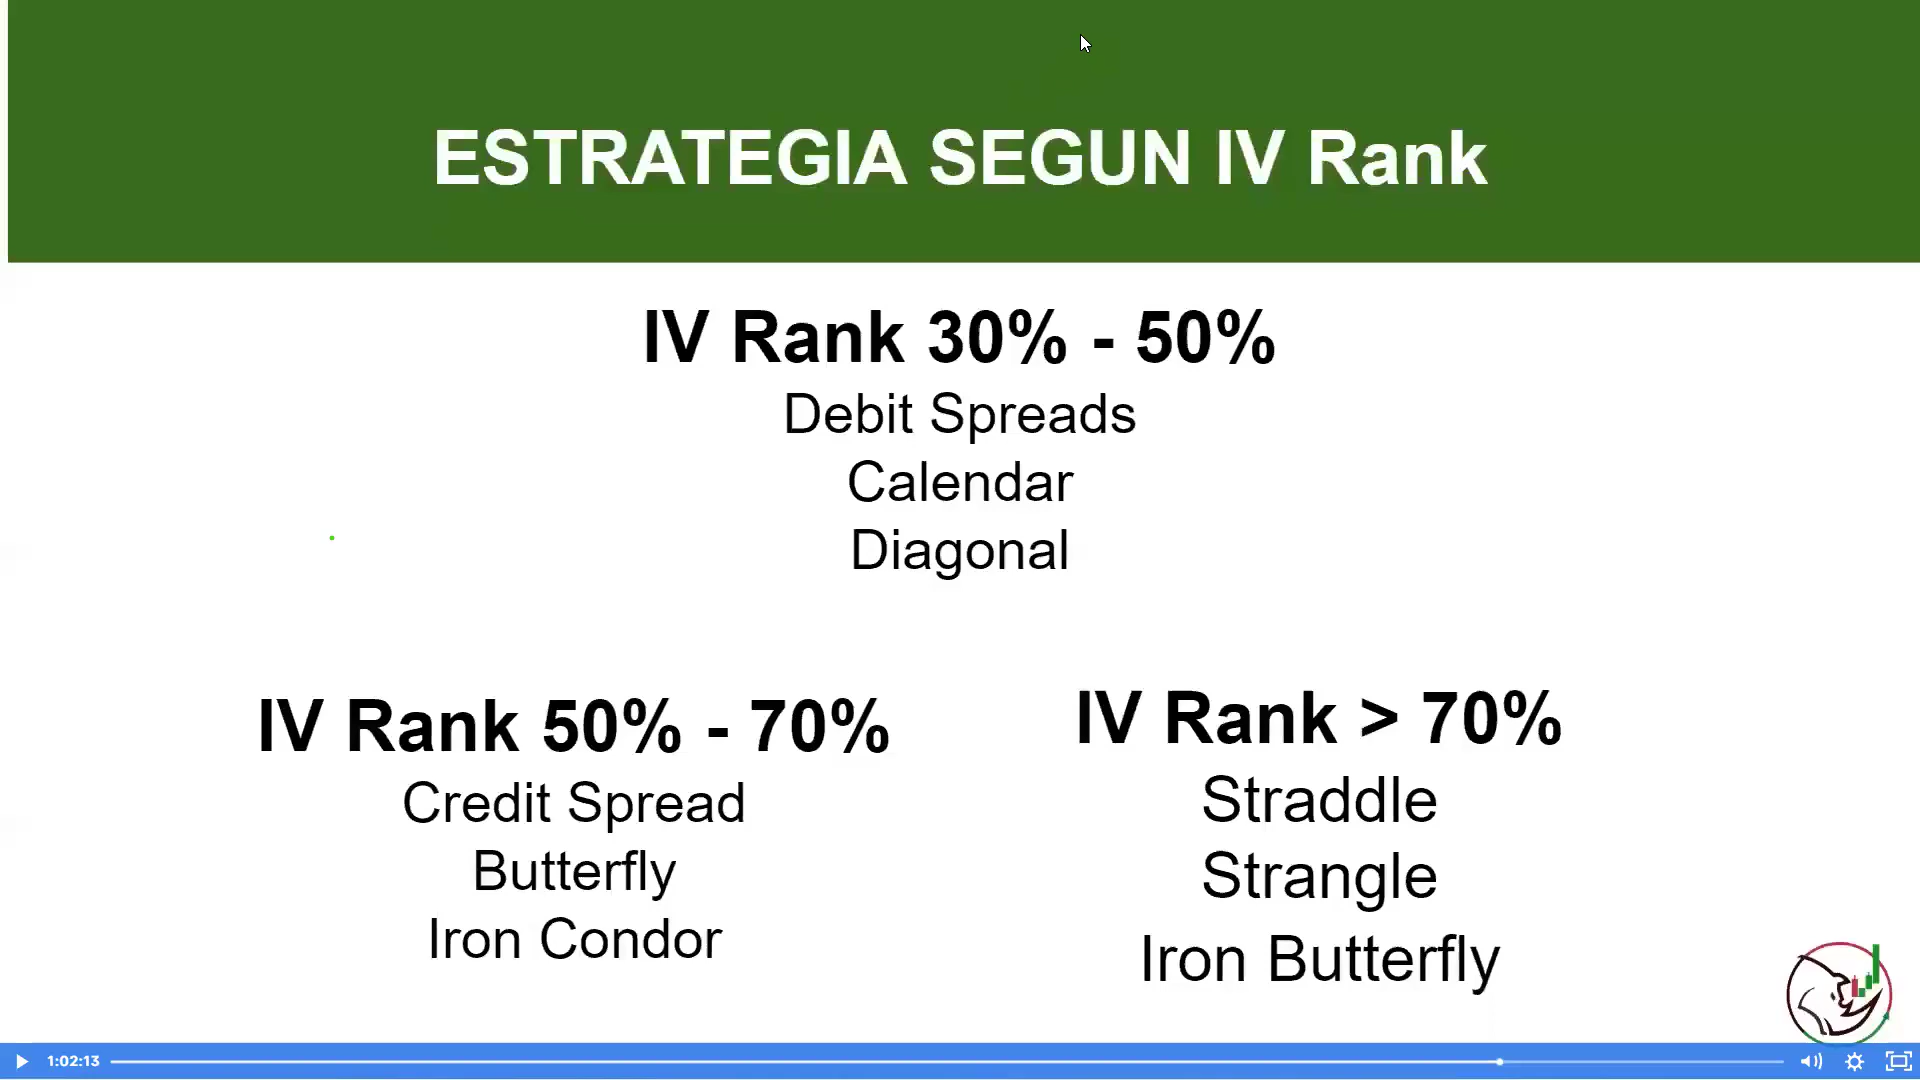 ESTRATEGIA SEGUN IV Rank
IV Rank 30% - 50%
Debit Spreads
Calendar
Diagonal
IV Rank 50% - 70%
Credit Spread
Butterfly
Iron Condor
IV Rank > 70%
Straddle
Strangle
Iron Butterfly
1:02:13